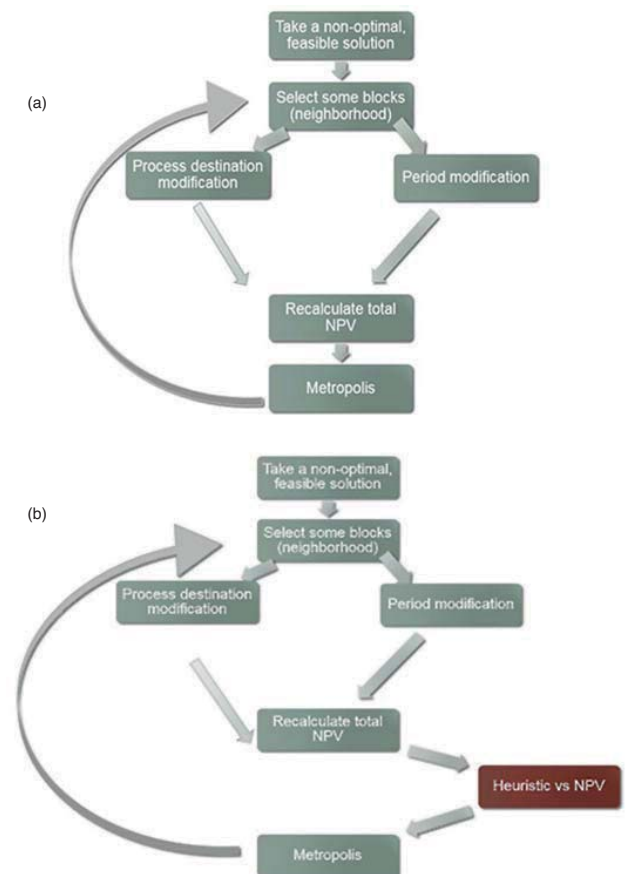 (a)
Take a non-optimal,
feasible solution
Select some blocks
(neighborhood)
Process destination
modification
Period modification
Recalculate total
NPV
Metropolis
(b)
Take a non-optimal,
feasible solution
Select some blocks
(neighborhood)
Process destination
modification
Period modification
Recalculate total
NPV
Heuristic vs NPV
Metropolis